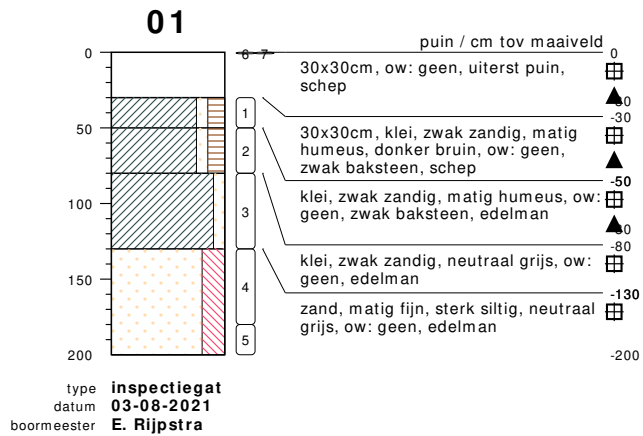 01
puin / cm tov maaiveld
0
50
100
150
200
6 7
1
2
3
4
5
0
30x30cm, ow: geen, uiterst puin,
schep
-30
30x30cm, klei, zwak zandig, matig
humeus, donker bruin, ow: geen,
zwak baksteen, schep
-50
klei, zwak zandig, matig humeus, ow:
geen, zwak baksteen, edelman
-80
klei, zwak zandig, neutraal grijs, ow:
geen, edelman
-130
zand, matig fijn, sterk siltig, neutraal
grijs, ow: geen, edelman
-200
type inspectiegat
datum 03-08-2021
boormeester E. Rijpstra